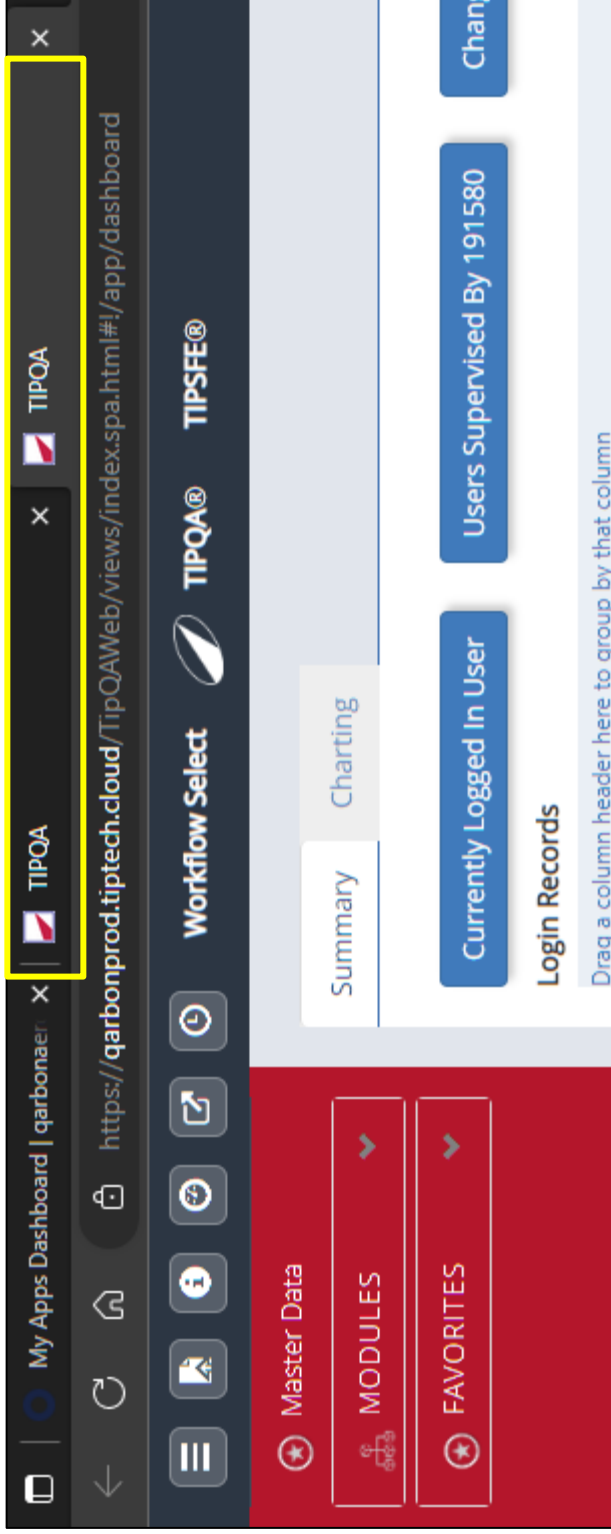 My Apps Dashboard | qarbonaer
TIPQA
TIPQA
https://qarbonprod.tiptech.cloud/TipQAWeb/views/index.spa.html#!/app/dashboard
Workflow Select TIPQA® TIPSFE®
Master Data
MODULES
FAVORITES
Summary Charting
Currently Logged In User Users Supervised By 191580 Chang
Login Records
Drag a column header here to group by that column